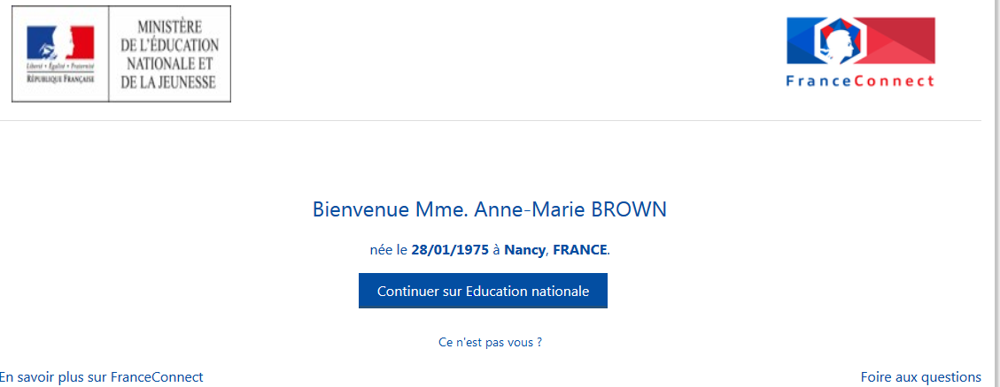 MINISTÈRE
DE L'ÉDUCATION
NATIONALE ET
DE LA JEUNESSE
Liberté • Égalité • Fraternité
RÉPUBLIQUE FRANÇAISE
FranceConnect
Bienvenue Mme. Anne-Marie BROWN
née le 28/01/1975 à Nancy, FRANCE.
Continuer sur Education nationale
Ce n'est pas vous ?
En savoir plus sur FranceConnect
Foire aux questions